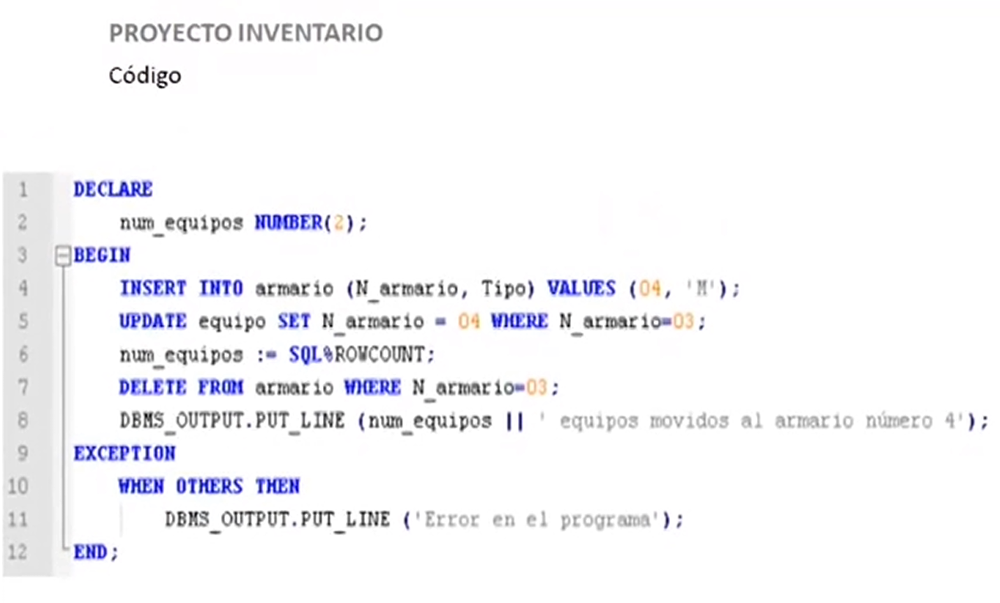 PROYECTO INVENTARIO
Código
1 DECLARE
2 num_equipos NUMBER(2);
3 BEGIN
4 INSERT INTO armario (N_armario, Tipo) VALUES (04, 'M');
5 UPDATE equipo SET N_armario = 04 WHERE N_armario=03;
6 num_equipos := SQL%ROWCOUNT;
7 DELETE FROM armario WHERE N_armario=03;
8 DBMS_OUTPUT.PUT_LINE (num_equipos || ' equipos movidos al armario número 4');
9 EXCEPTION
10 WHEN OTHERS THEN
11 DBMS_OUTPUT.PUT_LINE ('Error en el programa');
12 END;